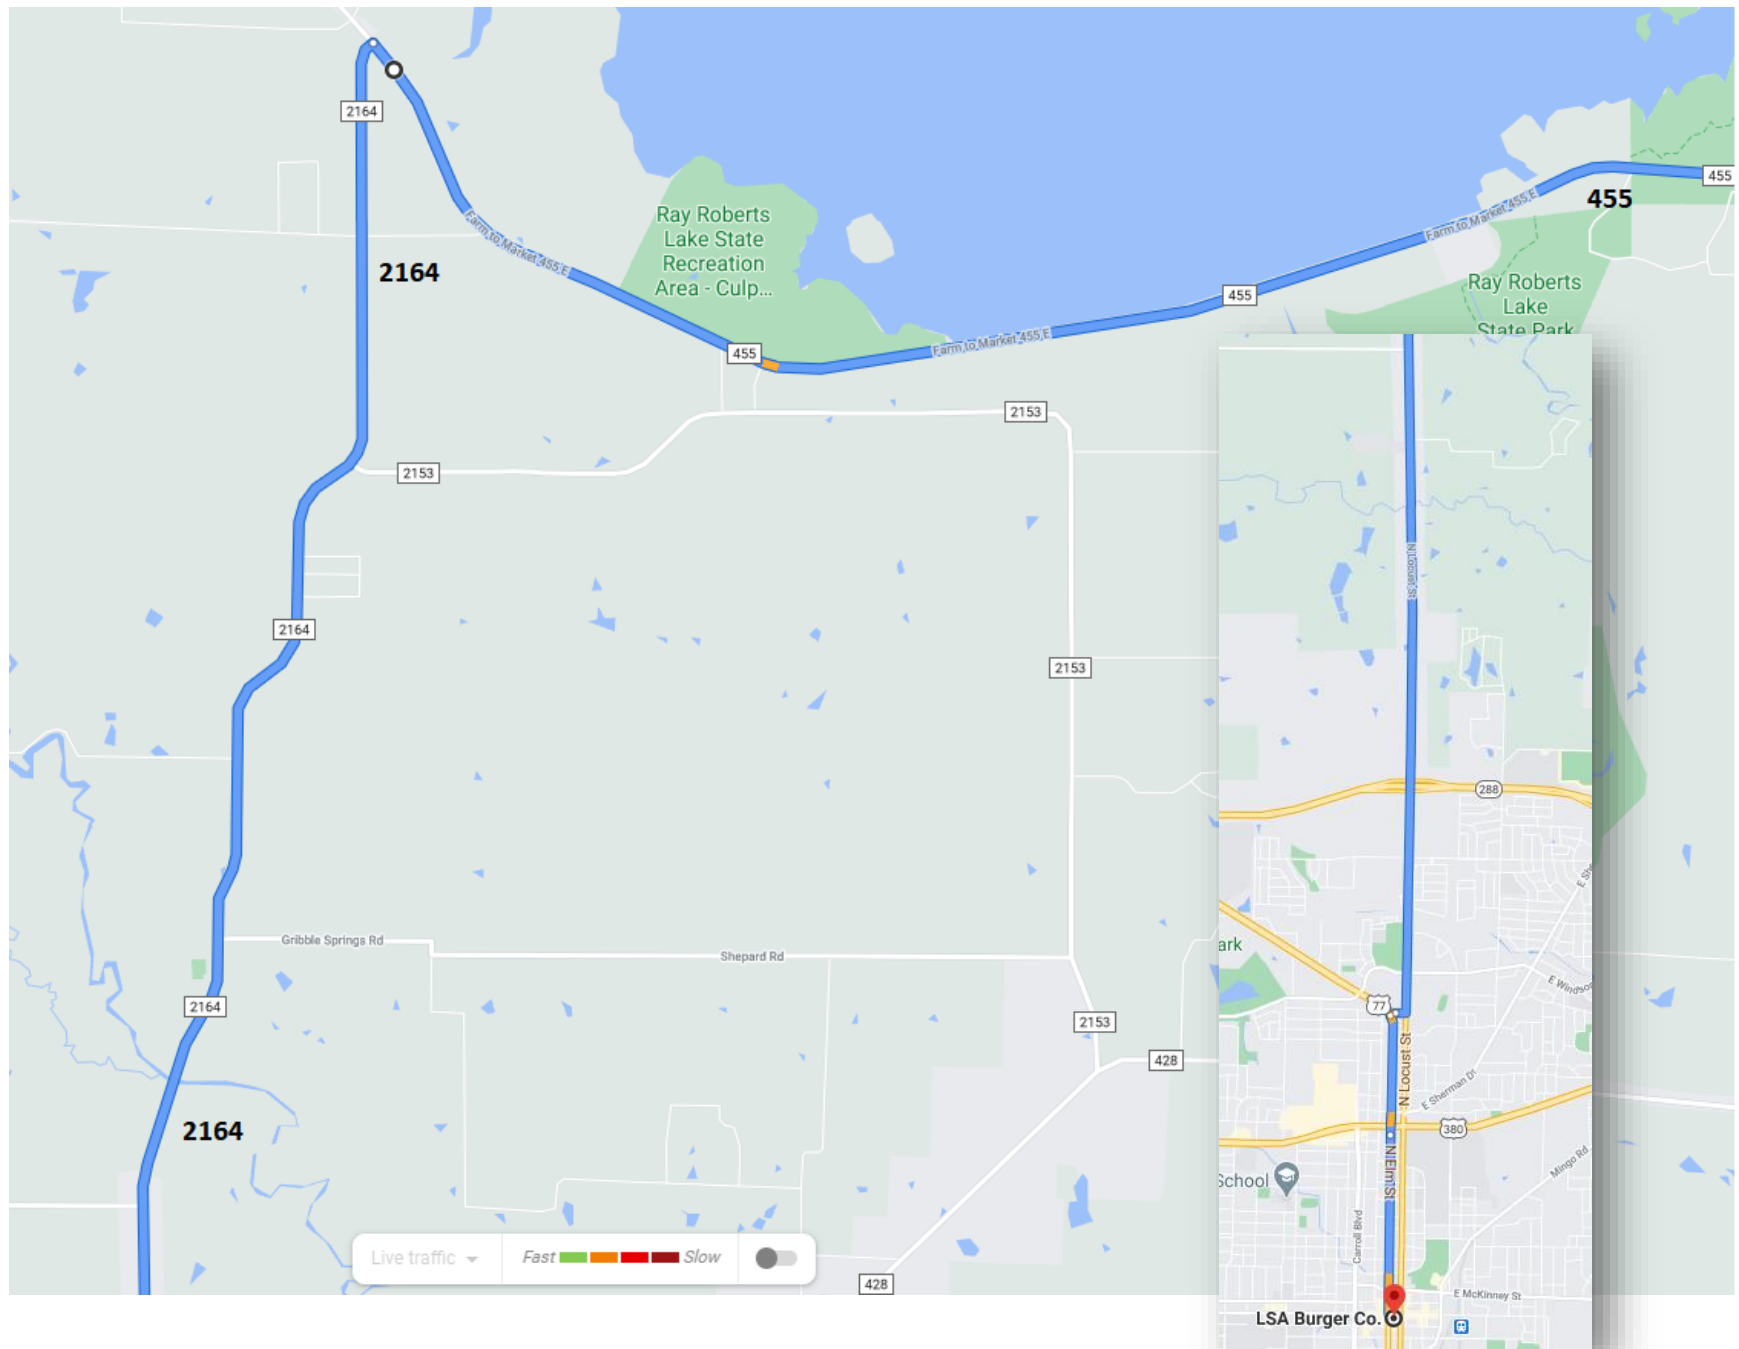 2164
455
Ray Roberts
Lake State
Recreation
Area - Culp...
Farm to Market 455 E
2164
455
Farm to Market 455 E
455
Farm to Market 455 E
455
Ray Roberts
Lake
State Park
2153
2153
2164
2153
Gribble Springs Rd
Shepard Rd
2164
2153
428
2164
Live traffic
Fast
Slow
428
N Locust St
288
ark
E Windsor
77
N Locust St
E Sherman Dr
380
N Elm St
Mingo Rd
School
Carroll Blvd
E McKinney St
LSA Burger Co.